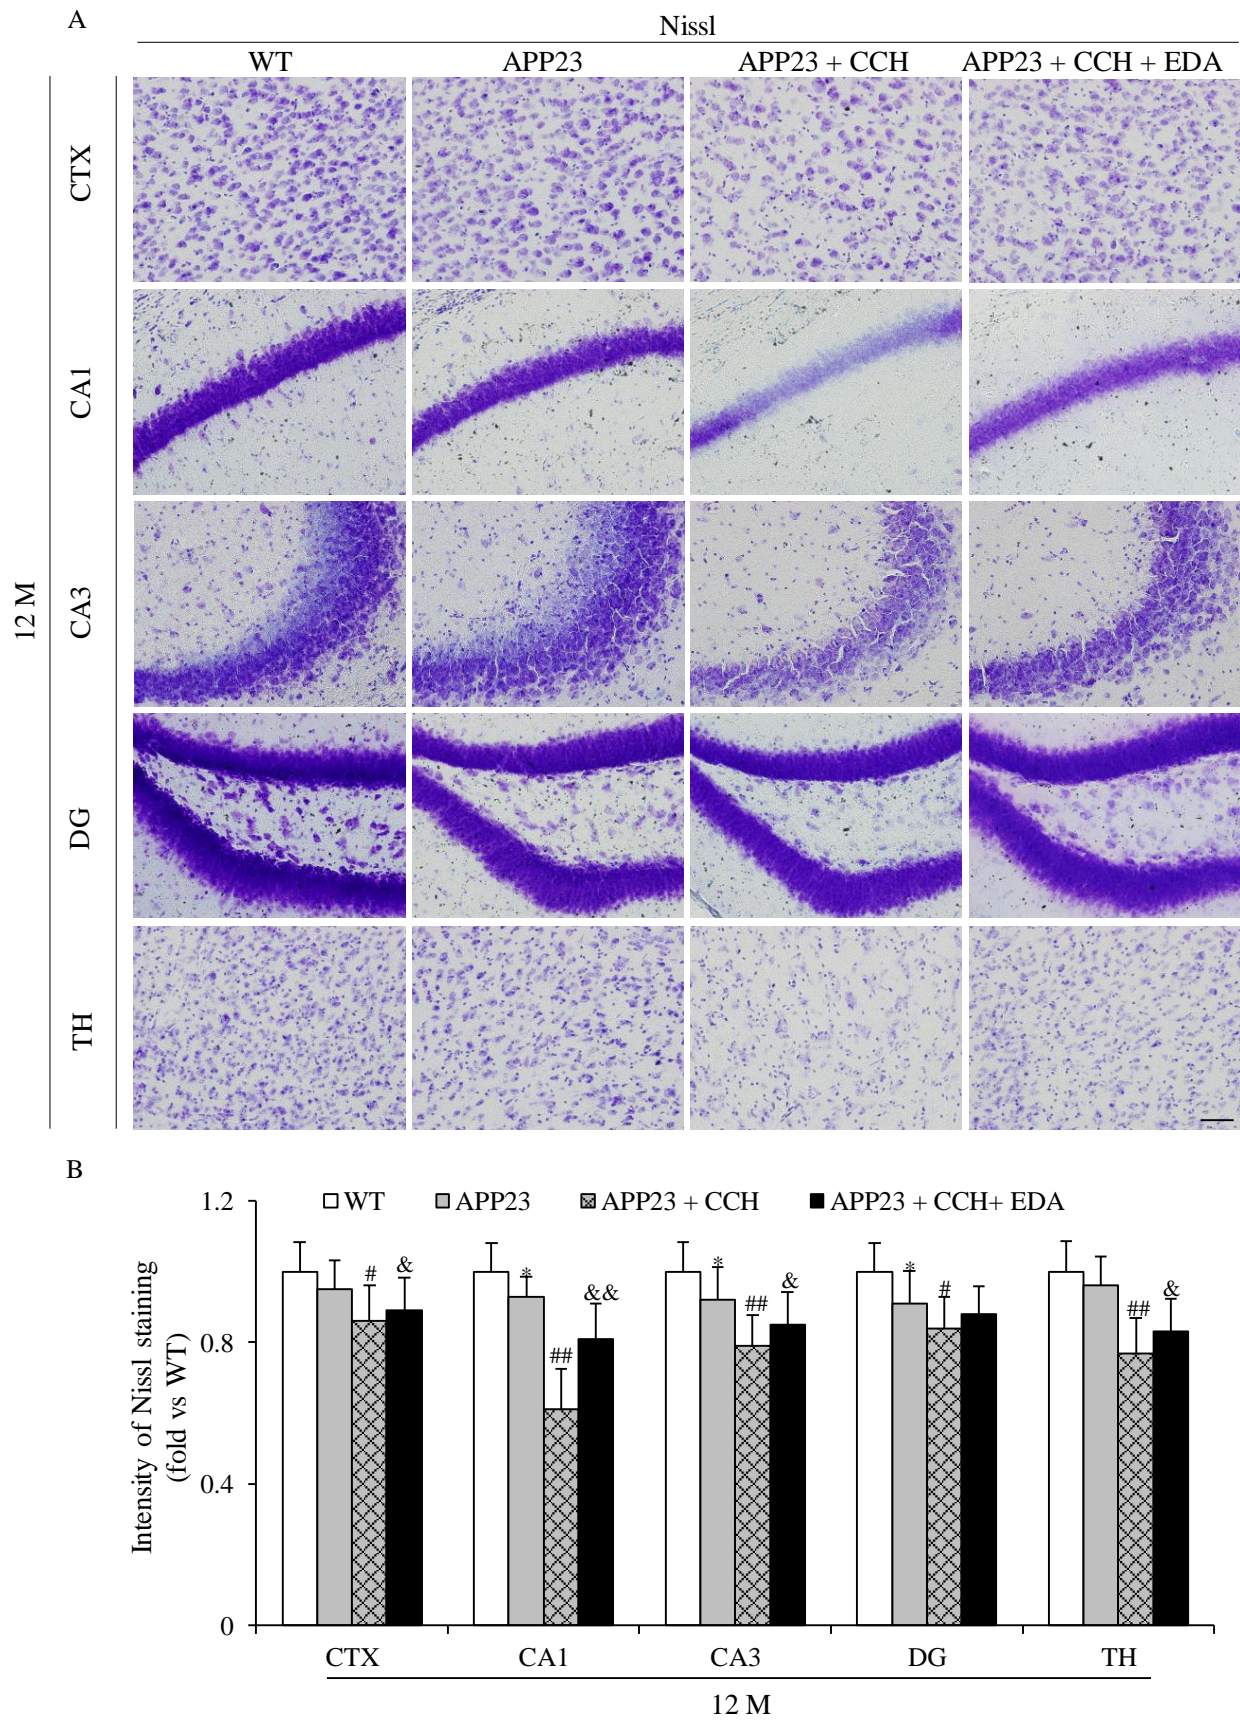 A
Nissl
WT APP23 APP23 + CCH APP23 + CCH + EDA
12 M
CTX
CA1
CA3
DG
TH
B
1.2
0.8
0.4
0
Intensity of Nissl staining
(fold vs WT)
WT APP23 APP23 + CCH APP23 + CCH+ EDA
# &
* ## &&
* ## &
* #
## &
CTX CA1 CA3 DG TH
12 M